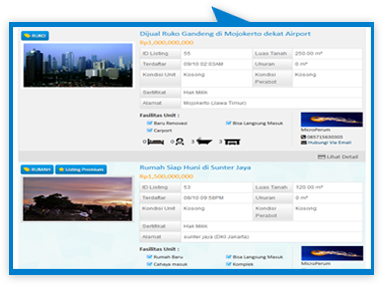 RUKO
Dijual Ruko Gandeng di Mojokerto dekat Airport
Rp1,000,000,000
ID Listing 55 Luas Tanah 250.00 m²
Terdaftar 09/10 02:03AM Ukuran 0 m²
Kondisi Unit Kosong Kondisi Perabot Kosong
Sertifikat Hak Milik
Alamat Mojokerto (Jawa Timur)
Fasilitas Unit :
Baru Renovasi Bisa Langsung Masuk
Carport
0 0
MicroPerum
Hubungi Via Email
Lihat Detail
RUMAH Listing Premium
Rumah Siap Huni di Sunter Jaya
Rp1,500,000,000
ID Listing 53 Luas Tanah 120.00 m²
Terdaftar 08/10 09:58PM Ukuran 0 m²
Kondisi Unit Kosong Kondisi Perabot Kosong
Sertifikat Hak Milik
Alamat sunter jaya (DKI Jakarta)
Fasilitas Unit :
Rumah Baru Bisa Langsung Masuk
Cahaya masuk Komplek
MicroPerum